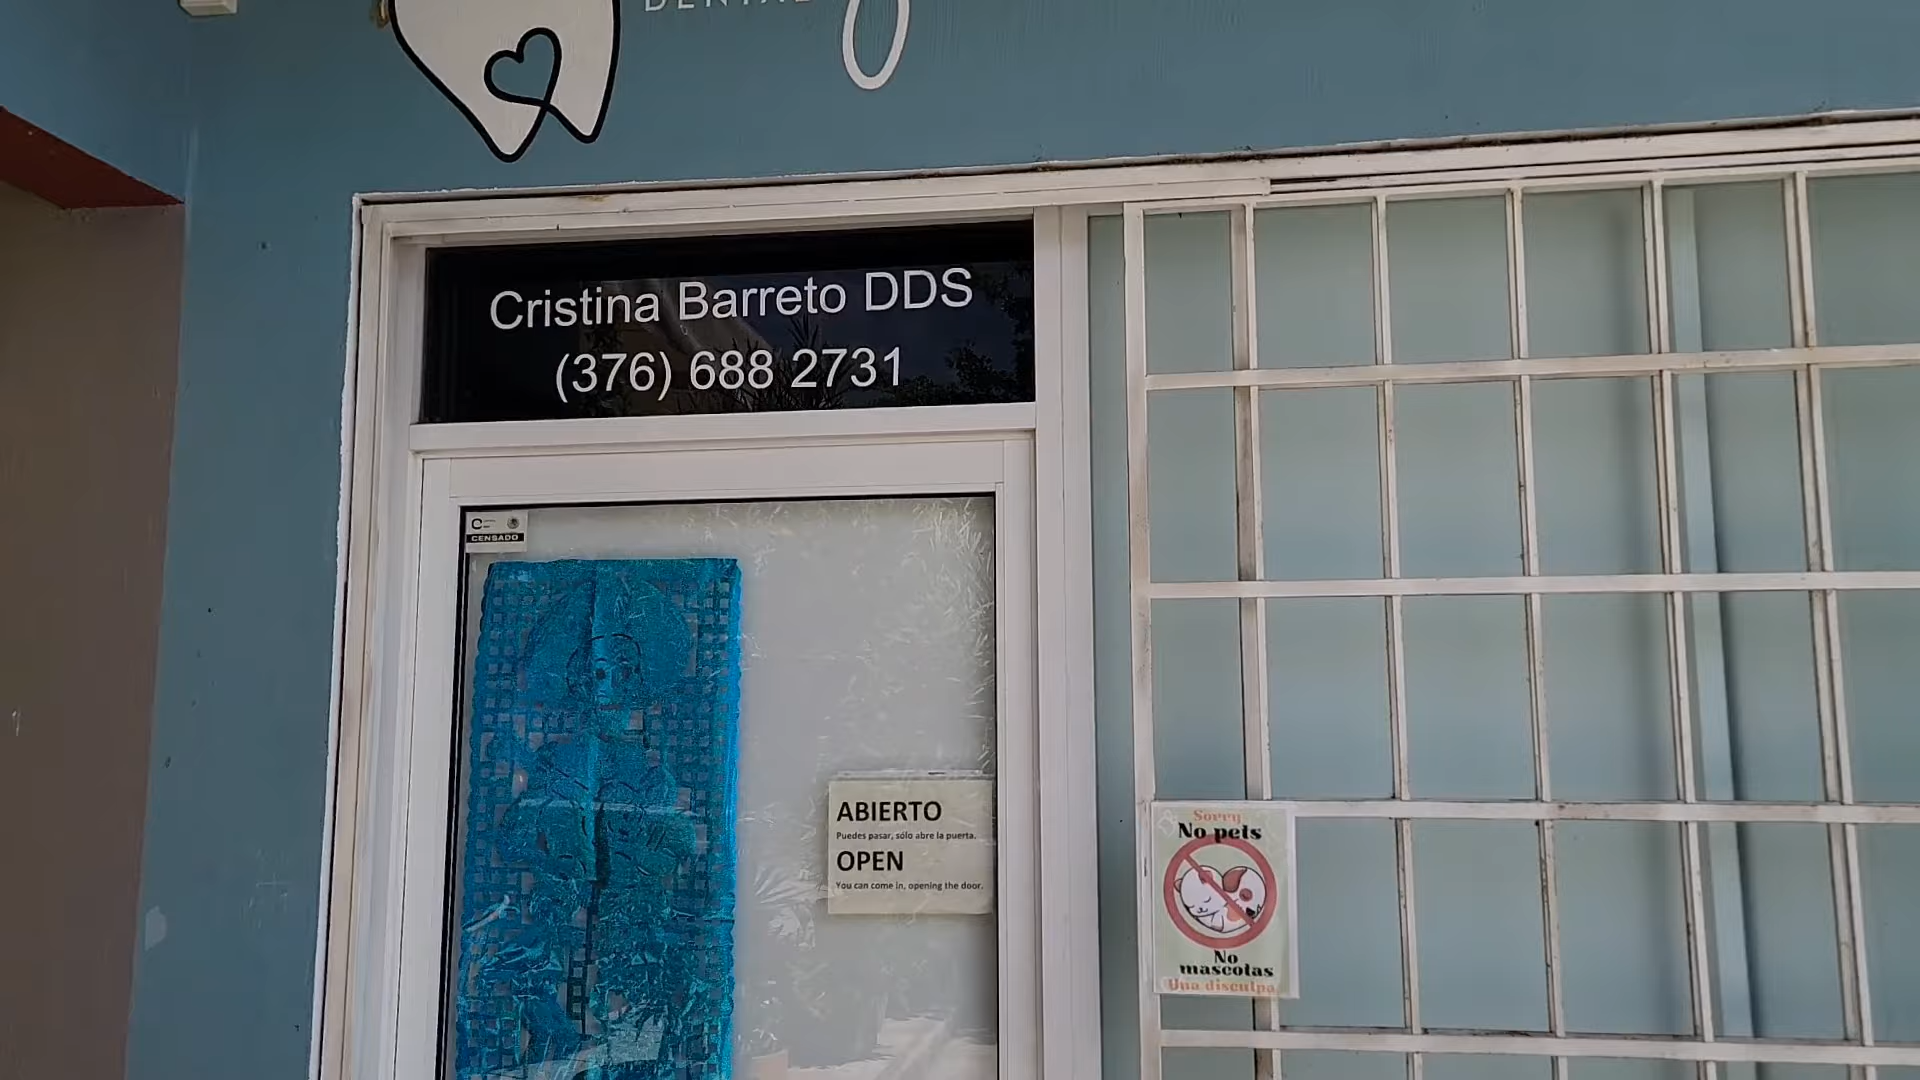 DENTAL
Cristina Barreto DDS
(376) 688 2731
CENSADO
ABIERTO
Puedes pasar, sólo abre la puerta.
OPEN
You can come in, opening the door.
Sorry
No pets
No
mascotas
Una disculpa